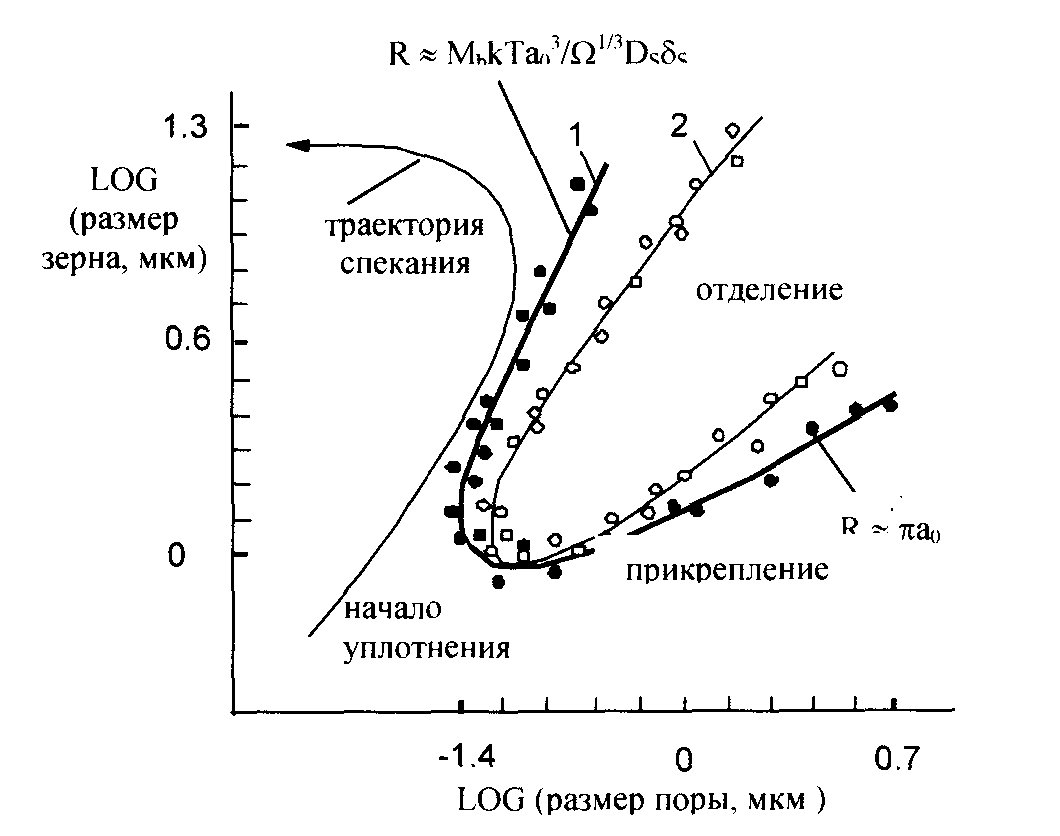 R ≈ MₕkTa₀³/Ω^1/3Dₛδₛ
1.3
1
2
LOG
(размер
зерна, мкм)
траектория
спекания
отделение
0.6
R ≃ πa₀
0
прикрепление
начало
уплотнения
-1.4
0
0.7
LOG (размер поры, мкм )